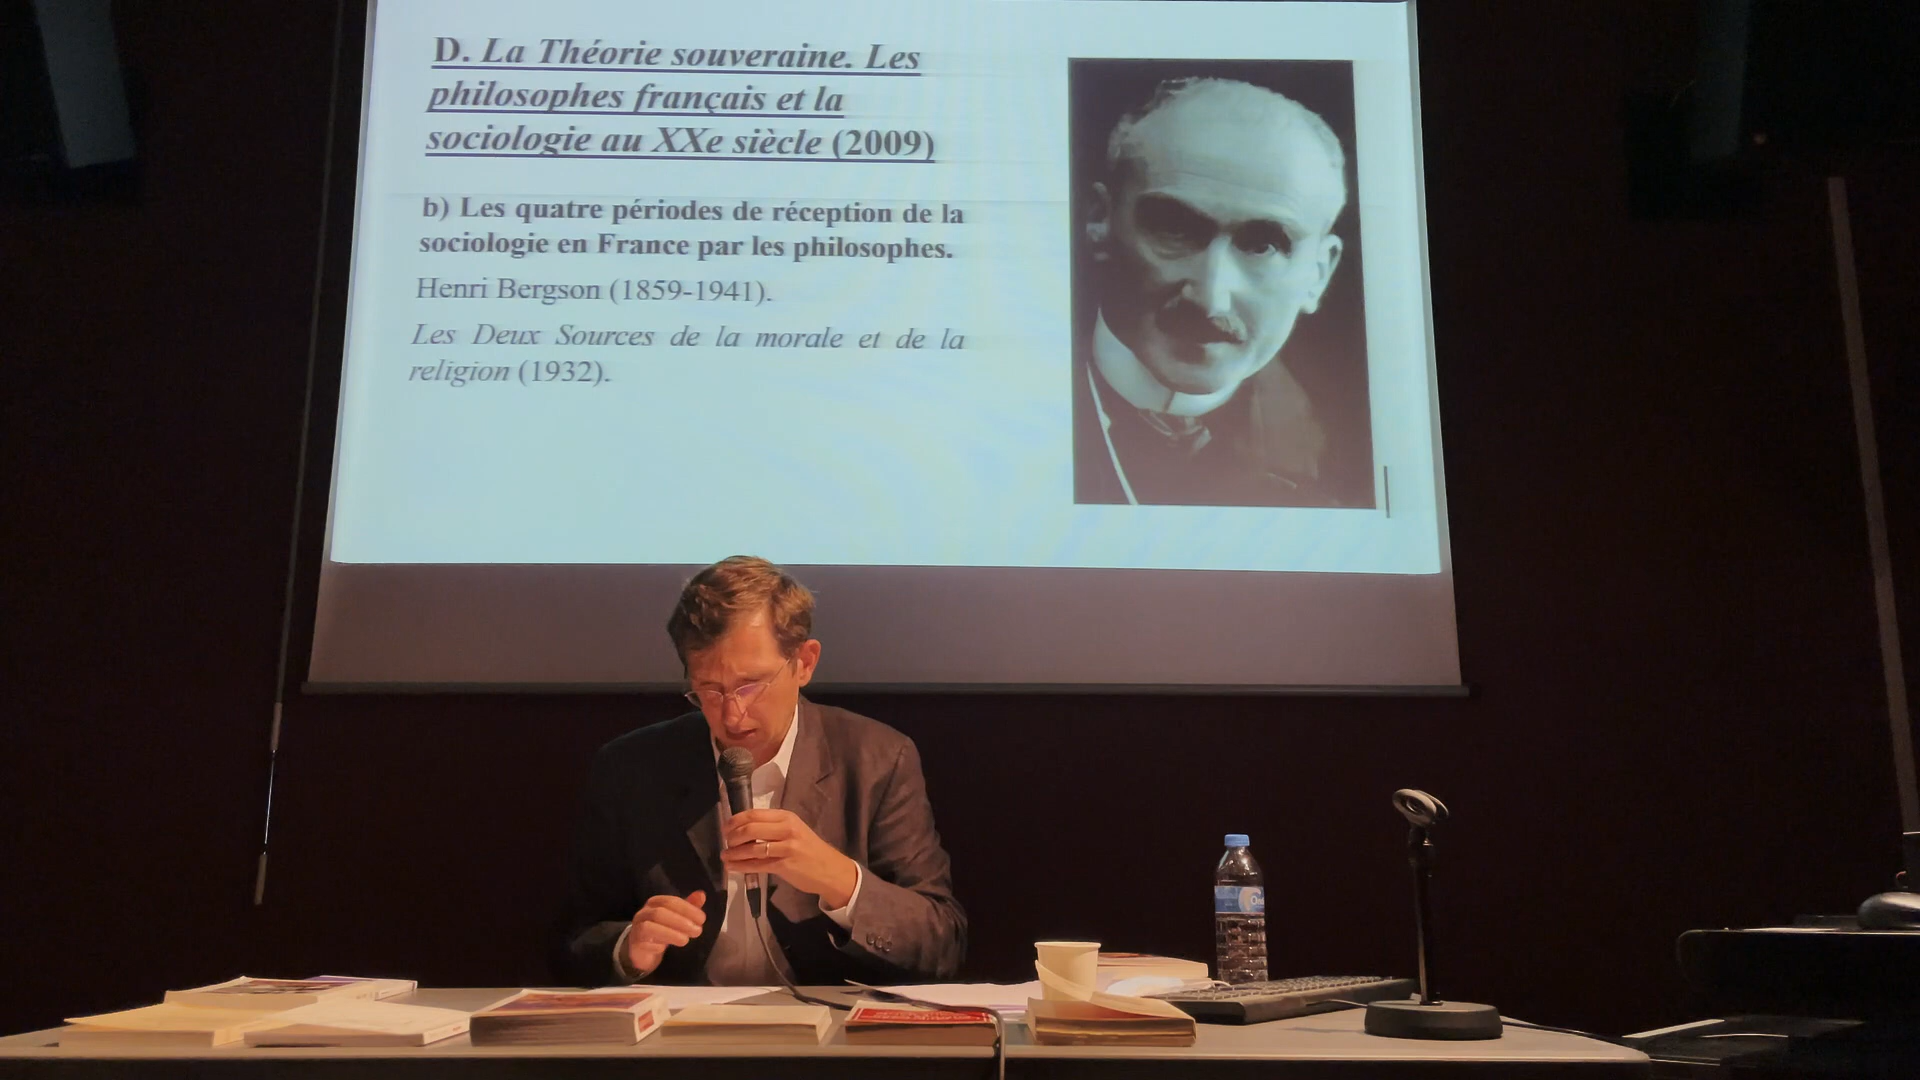 D. La Théorie souveraine. Les
philosophes français et la
sociologie au XXe siècle (2009)
b) Les quatre périodes de réception de la
sociologie en France par les philosophes.
Henri Bergson (1859-1941).
Les Deux Sources de la morale et de la
religion (1932).